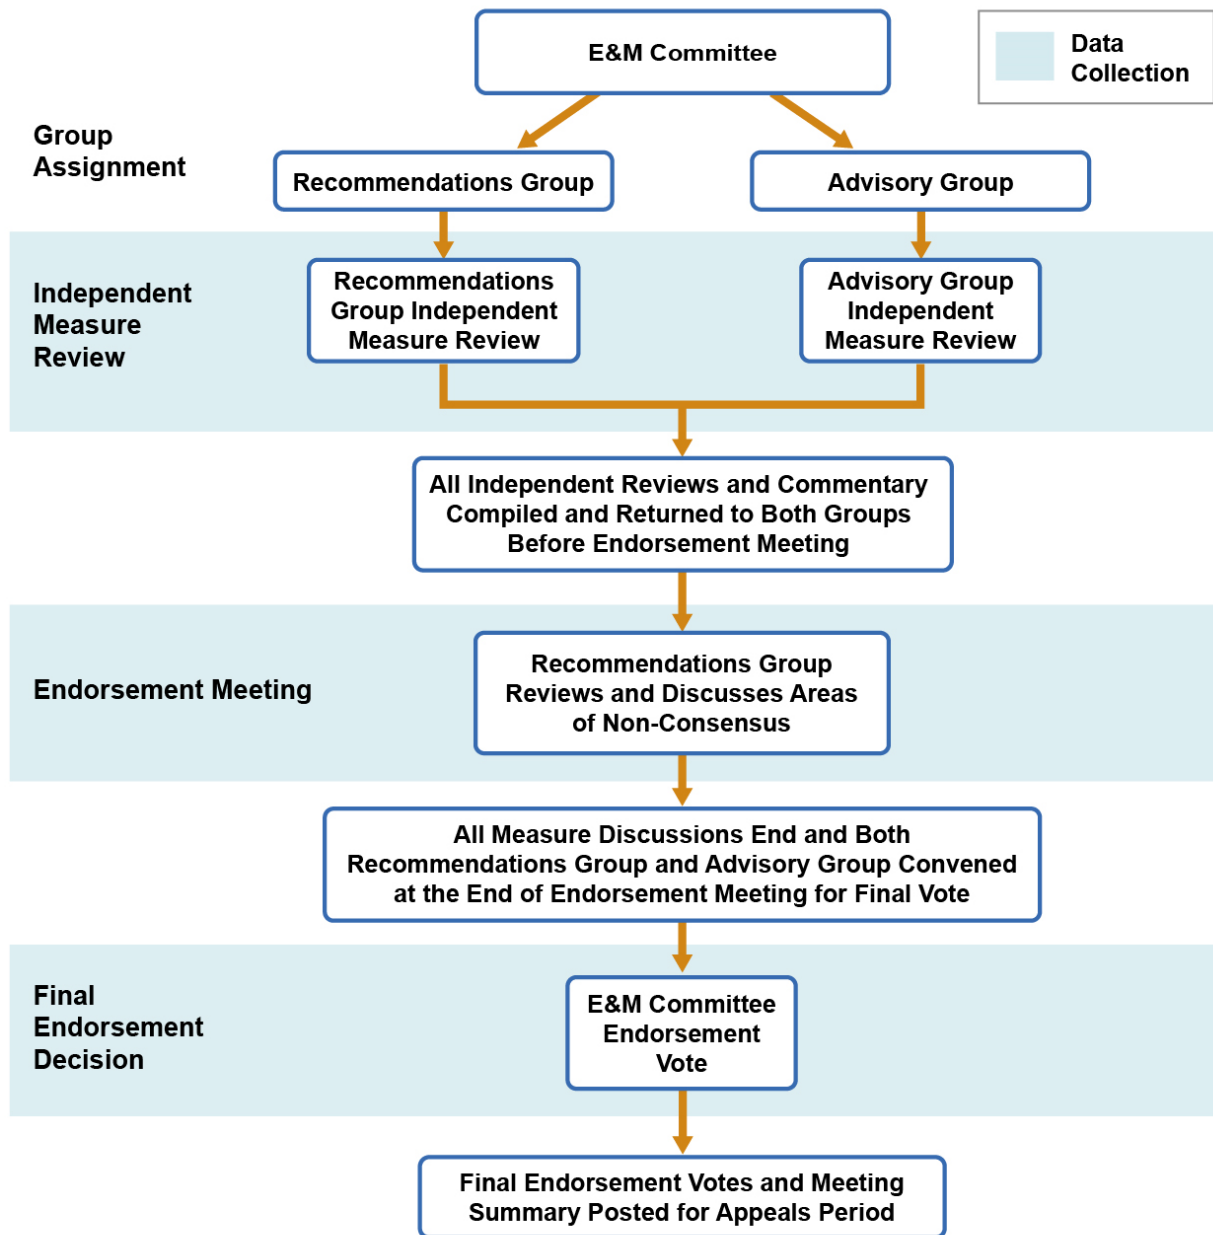 E&M Committee
Data
Collection
Group
Assignment
Recommendations Group
Advisory Group
Independent
Measure
Review
Recommendations
Group Independent
Measure Review
Advisory Group
Independent
Measure Review
All Independent Reviews and Commentary
Compiled and Returned to Both Groups
Before Endorsement Meeting
Endorsement Meeting
Recommendations Group
Reviews and Discusses Areas
of Non-Consensus
All Measure Discussions End and Both
Recommendations Group and Advisory Group Convened
at the End of Endorsement Meeting for Final Vote
Final
Endorsement
Decision
E&M Committee
Endorsement
Vote
Final Endorsement Votes and Meeting
Summary Posted for Appeals Period